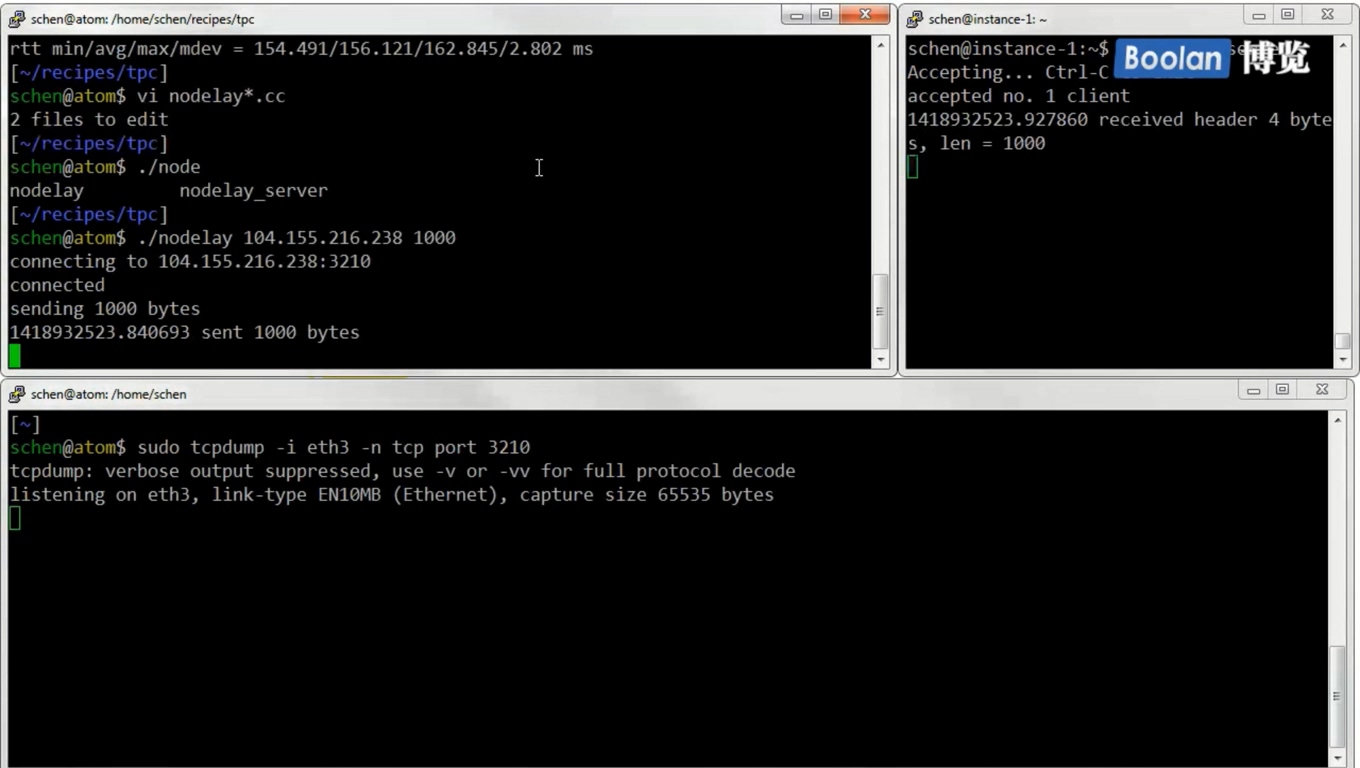 schen@atom: /home/schen/recipes/tpc
rtt min/avg/max/mdev = 154.491/156.121/162.845/2.802 ms
[~/recipes/tpc]
schen@atom$ vi nodelay*.cc
2 files to edit
[~/recipes/tpc]
schen@atom$ ./node
nodelay nodelay_server
[~/recipes/tpc]
schen@atom$ ./nodelay 104.155.216.238 1000
connecting to 104.155.216.238:3210
connected
sending 1000 bytes
1418932523.840693 sent 1000 bytes
schen@instance-1: ~
schen@instance-1:~$
Boolan 博览
Accepting... Ctrl-C
accepted no. 1 client
1418932523.927860 received header 4 byte
s, len = 1000
schen@atom: /home/schen
[~]
schen@atom$ sudo tcpdump -i eth3 -n tcp port 3210
tcpdump: verbose output suppressed, use -v or -vv for full protocol decode
listening on eth3, link-type EN10MB (Ethernet), capture size 65535 bytes